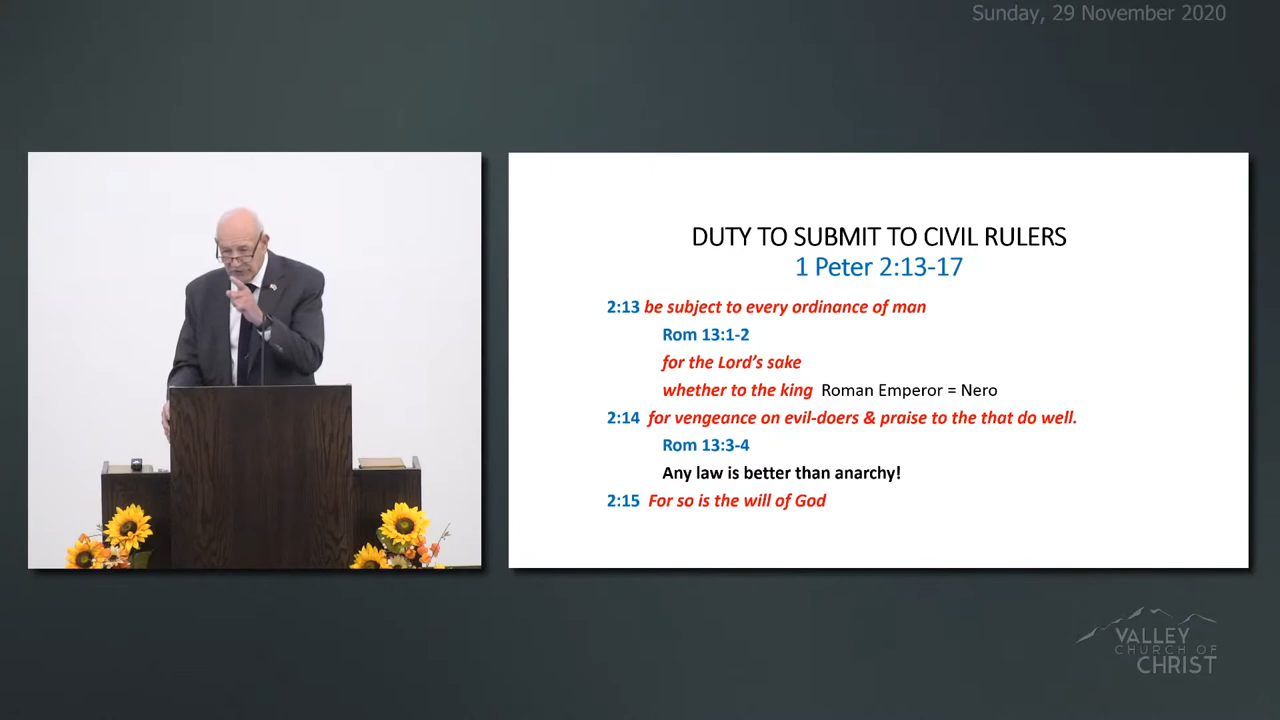 Sunday, 29 November 2020
DUTY TO SUBMIT TO CIVIL RULERS
1 Peter 2:13-17
2:13 be subject to every ordinance of man
Rom 13:1-2
for the Lord's sake
whether to the king Roman Emperor = Nero
2:14 for vengeance on evil-doers & praise to the that do well.
Rom 13:3-4
Any law is better than anarchy!
2:15 For so is the will of God
VALLEY
CHURCH OF
CHRIST